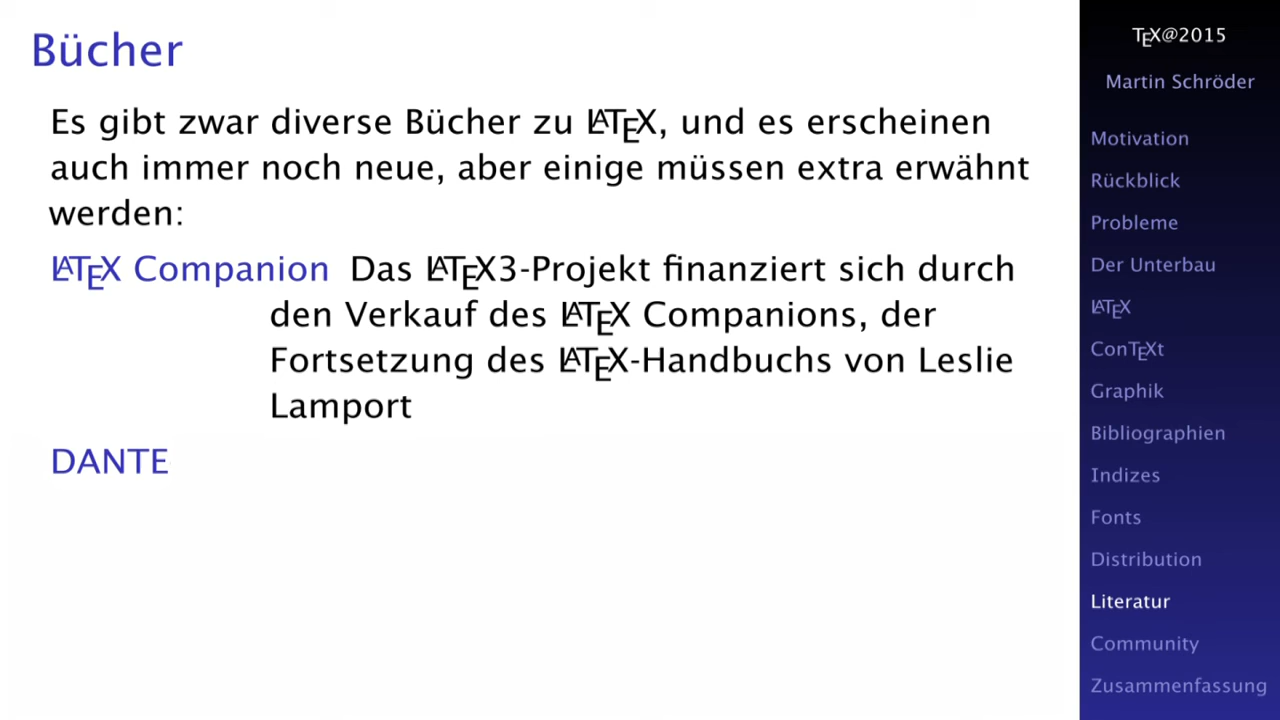 Bücher
Es gibt zwar diverse Bücher zu LATEX, und es erscheinen
auch immer noch neue, aber einige müssen extra erwähnt
werden:
LATEX Companion Das LATEX3-Projekt finanziert sich durch
den Verkauf des LATEX Companions, der
Fortsetzung des LATEX-Handbuchs von Leslie
Lamport
DANTE
TEX@2015
Martin Schröder
Motivation
Rückblick
Probleme
Der Unterbau
LATEX
ConTEXt
Graphik
Bibliographien
Indizes
Fonts
Distribution
Literatur
Community
Zusammenfassung